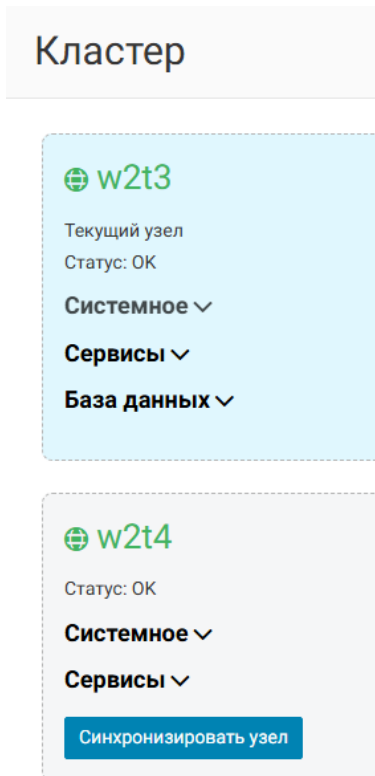 Кластер
w2t3
Текущий узел
Статус: OK
Системное
Сервисы
База данных
w2t4
Статус: OK
Системное
Сервисы
Синхронизировать узел